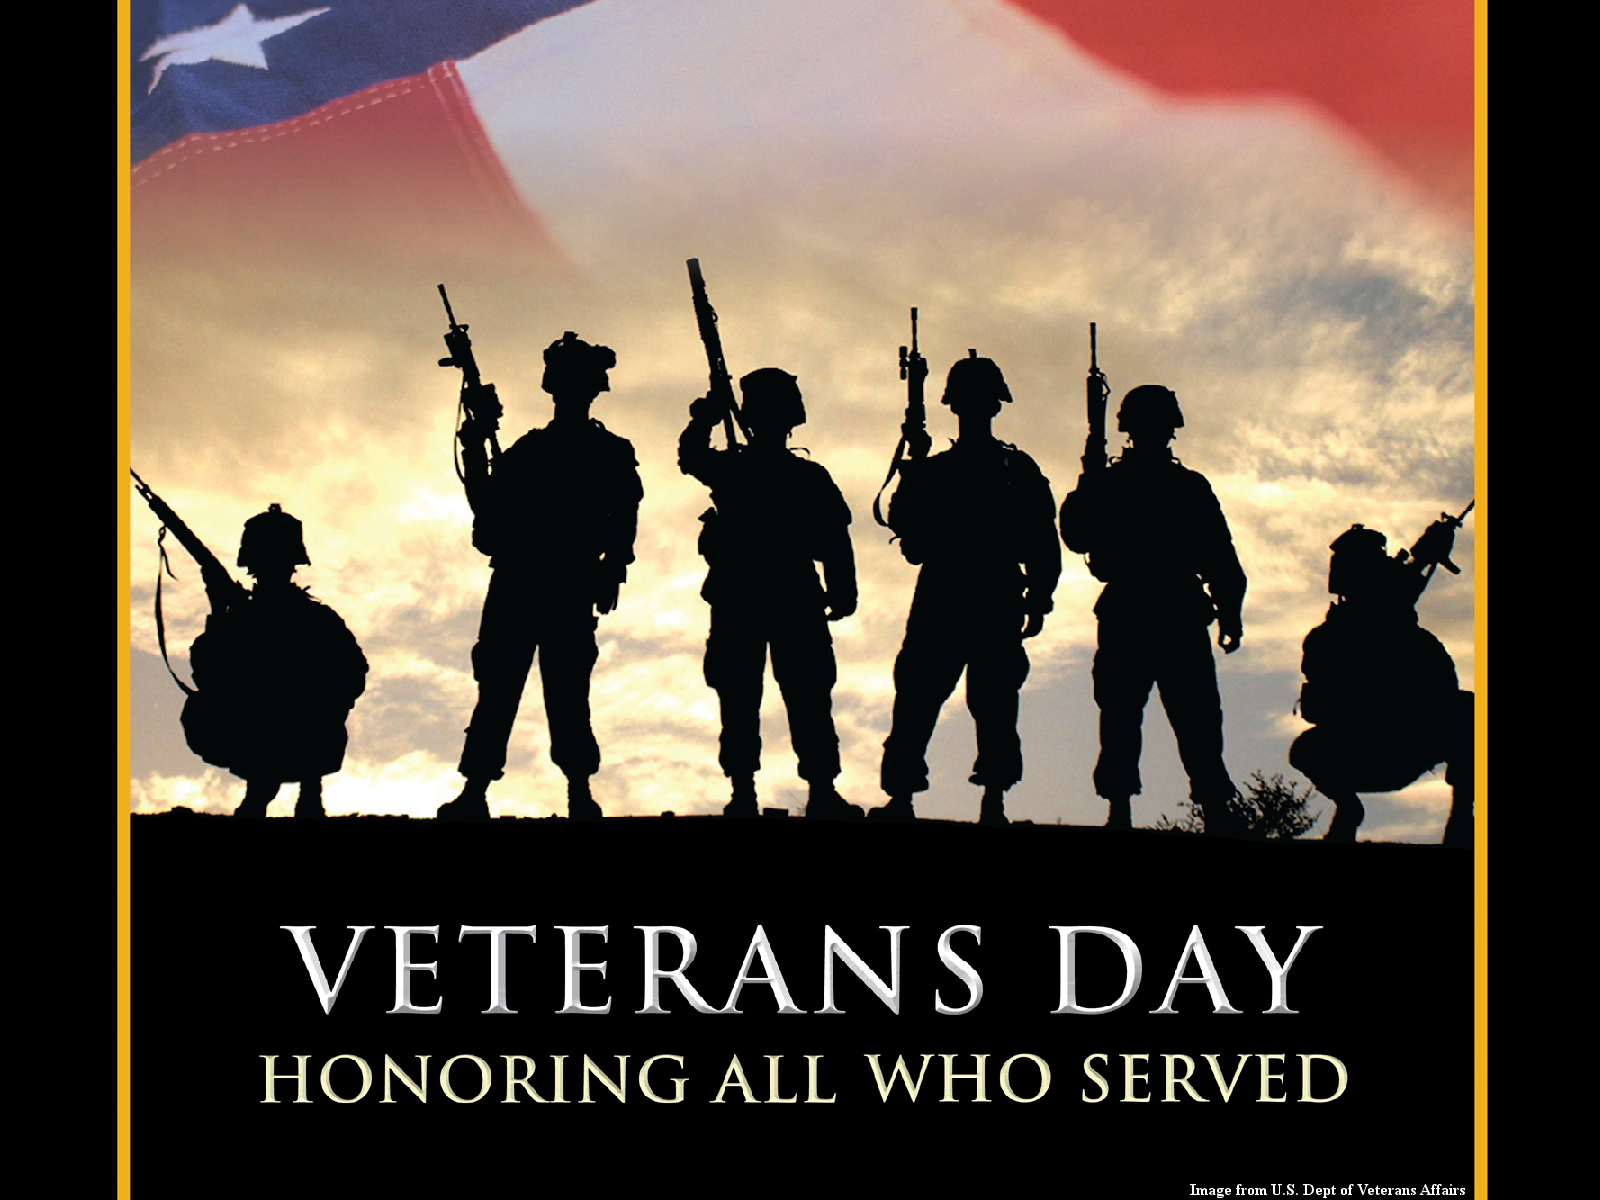 VETERANS DAY
HONORING ALL WHO SERVED
Image from U.S. Dept of Veterans Affairs